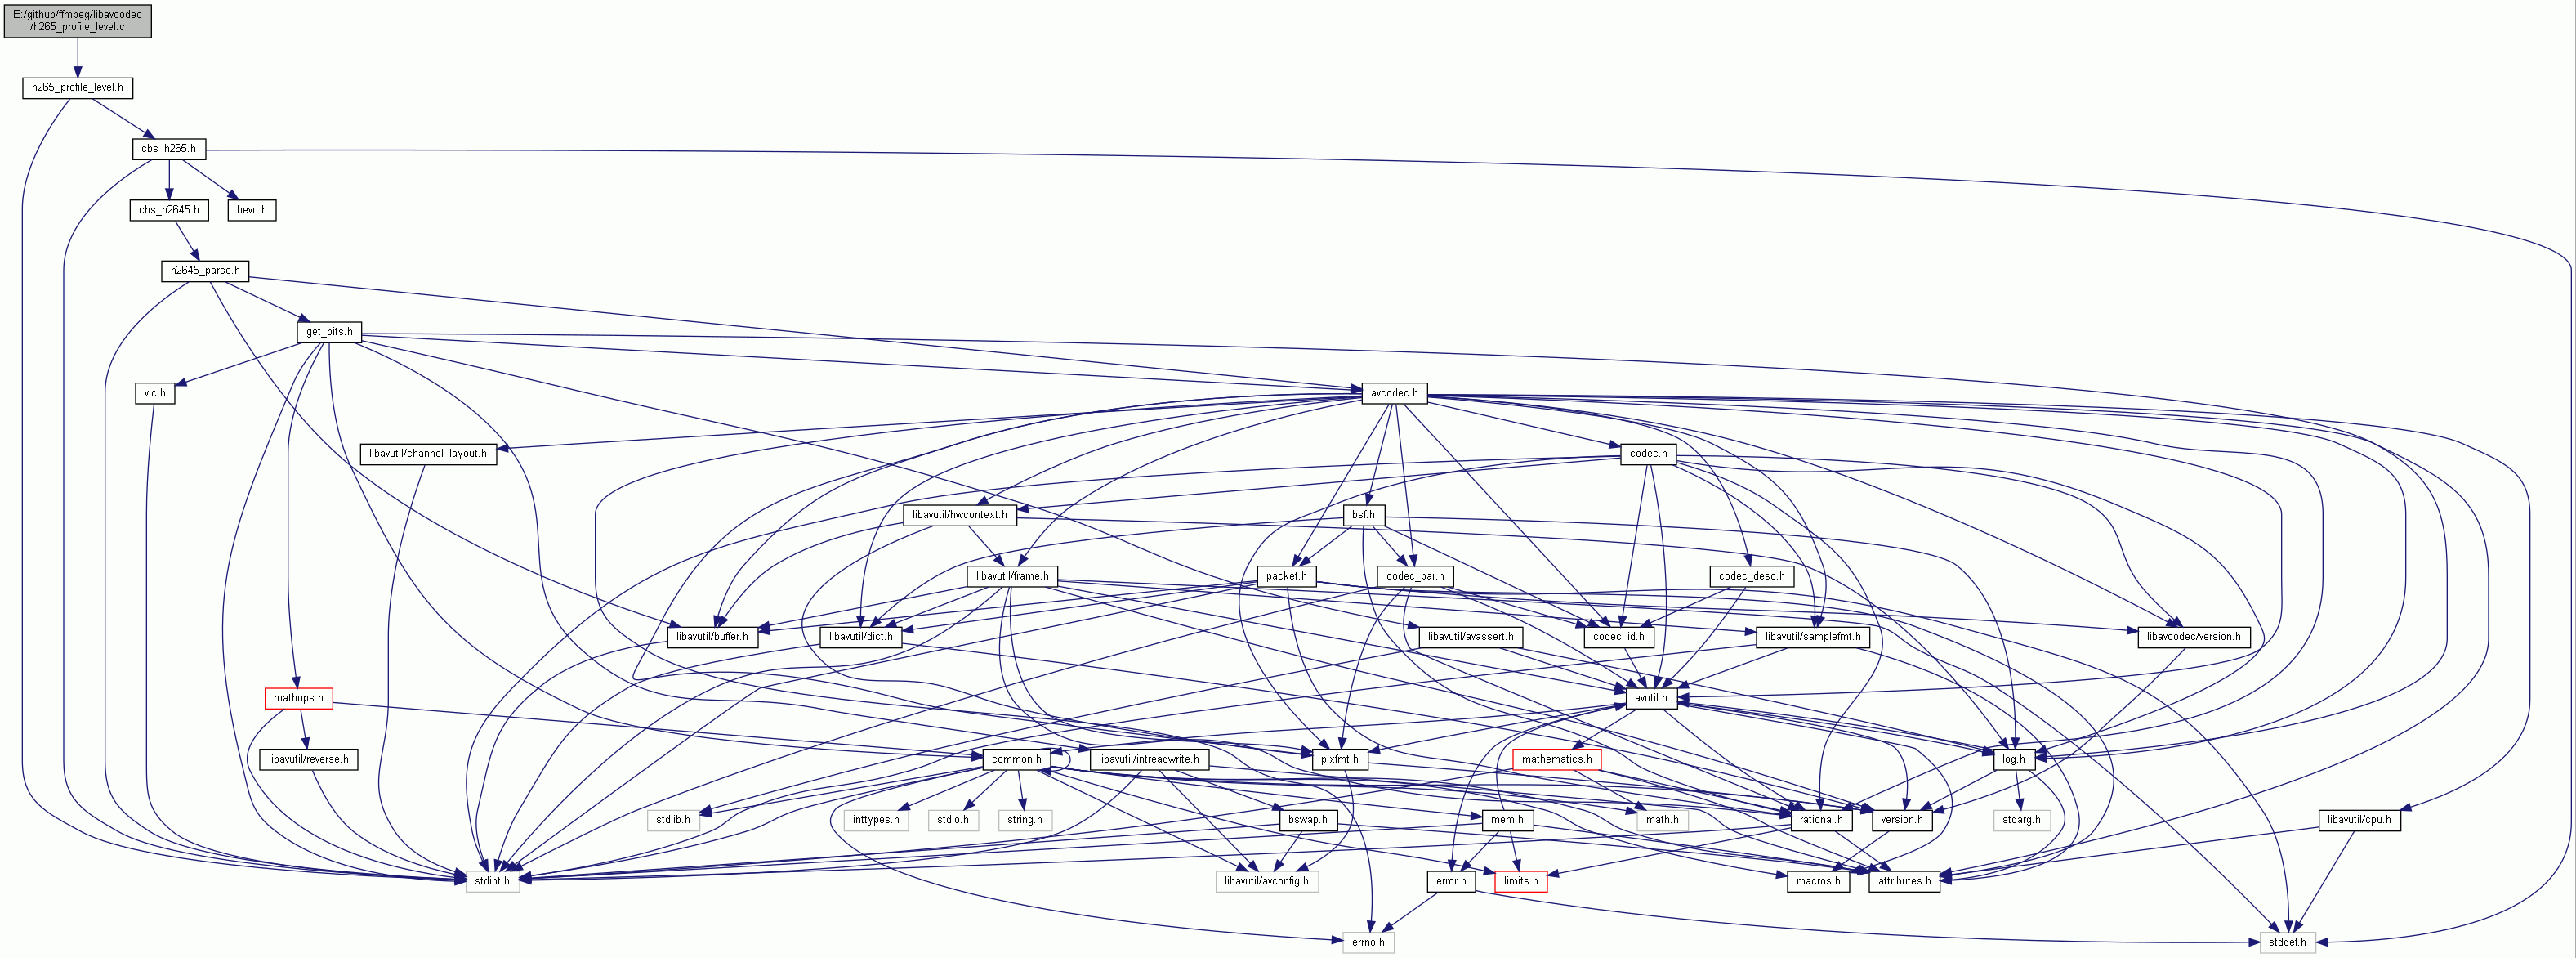 E:/github/ffmpeg/libavcodec
/h265_profile_level.c
h265_profile_level.h
cbs_h265.h
cbs_h2645.h
hevc.h
h2645_parse.h
get_bits.h
vlc.h
avcodec.h
libavutil/channel_layout.h
codec.h
libavutil/hwcontext.h
bsf.h
libavutil/frame.h
packet.h
codec_par.h
codec_desc.h
libavutil/buffer.h
libavutil/dict.h
libavutil/avassert.h
codec_id.h
libavutil/samplefmt.h
libavcodec/version.h
mathops.h
avutil.h
libavutil/reverse.h
common.h
libavutil/intreadwrite.h
pixfmt.h
mathematics.h
log.h
stdlib.h
inttypes.h
stdio.h
string.h
bswap.h
mem.h
math.h
rational.h
version.h
stdarg.h
libavutil/cpu.h
stdint.h
libavutil/avconfig.h
error.h
limits.h
macros.h
attributes.h
errno.h
stddef.h